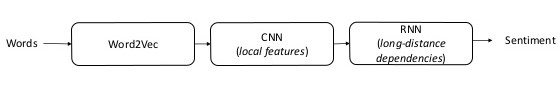 Words
Word2Vec
CNN
(local features)
RNN
(long-distance
dependencies)
Sentiment